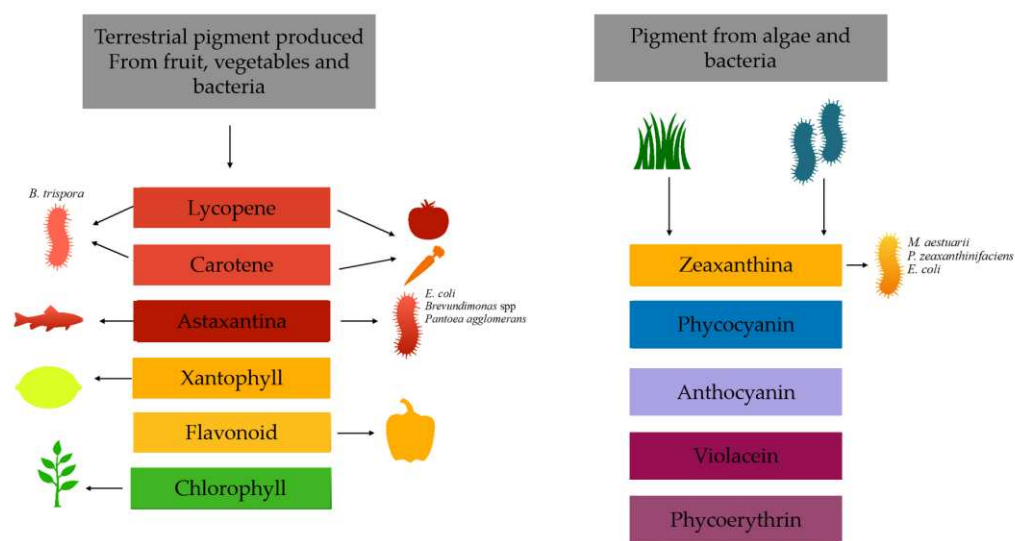 Terrestrial pigment produced
From fruit, vegetables and
bacteria
B. trispora
Lycopene
Carotene
E. coli
Brevundimonas spp
Pantoea agglomerans
Astaxantina
Xantophyll
Flavonoid
Chlorophyll
Pigment from algae and
bacteria
Zeaxanthina
M. aestuarii
P. zeaxanthinifaciens
E. coli
Phycocyanin
Anthocyanin
Violacein
Phycoerythrin